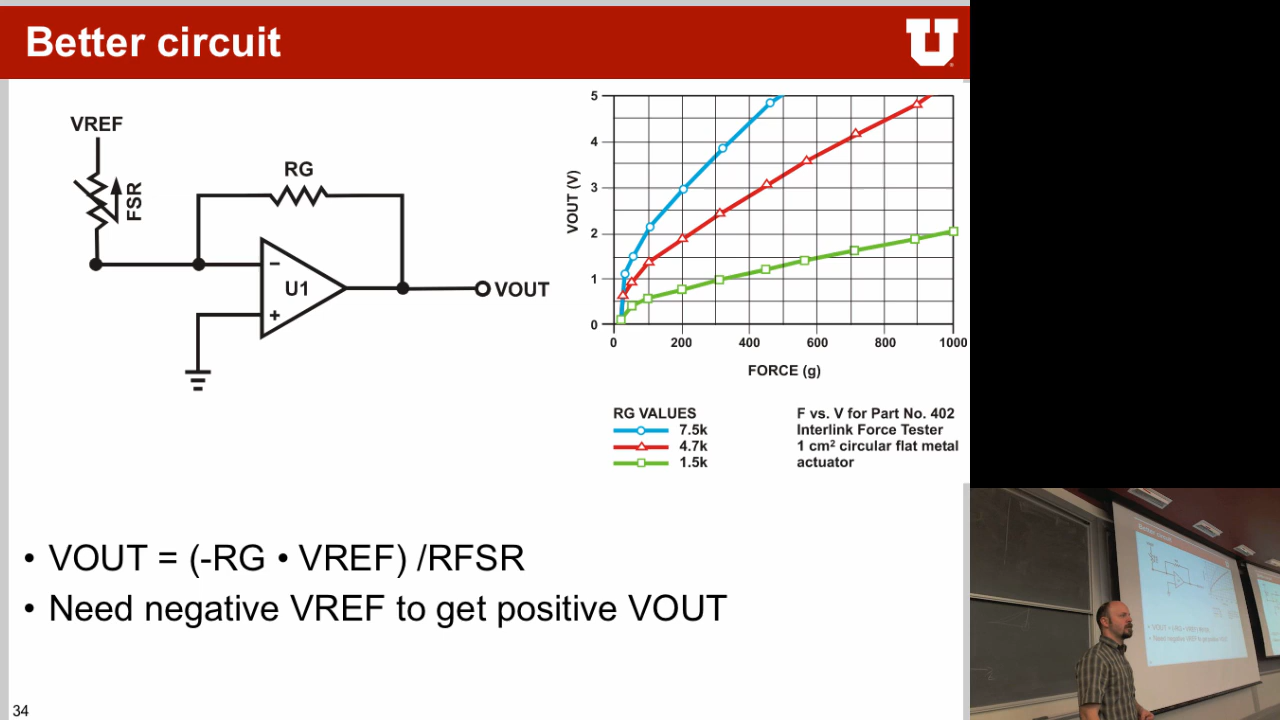 Better circuit
U
VREF
FSR
RG
U1
−
+
VOUT
VOUT (V)
5
4
3
2
1
0
0 200 400 600 800 1000
FORCE (g)
RG VALUES
7.5k
4.7k
1.5k
F vs. V for Part No. 402
Interlink Force Tester
1 cm² circular flat metal
actuator
• VOUT = (-RG • VREF) /RFSR
• Need negative VREF to get positive VOUT
34
Better circuit